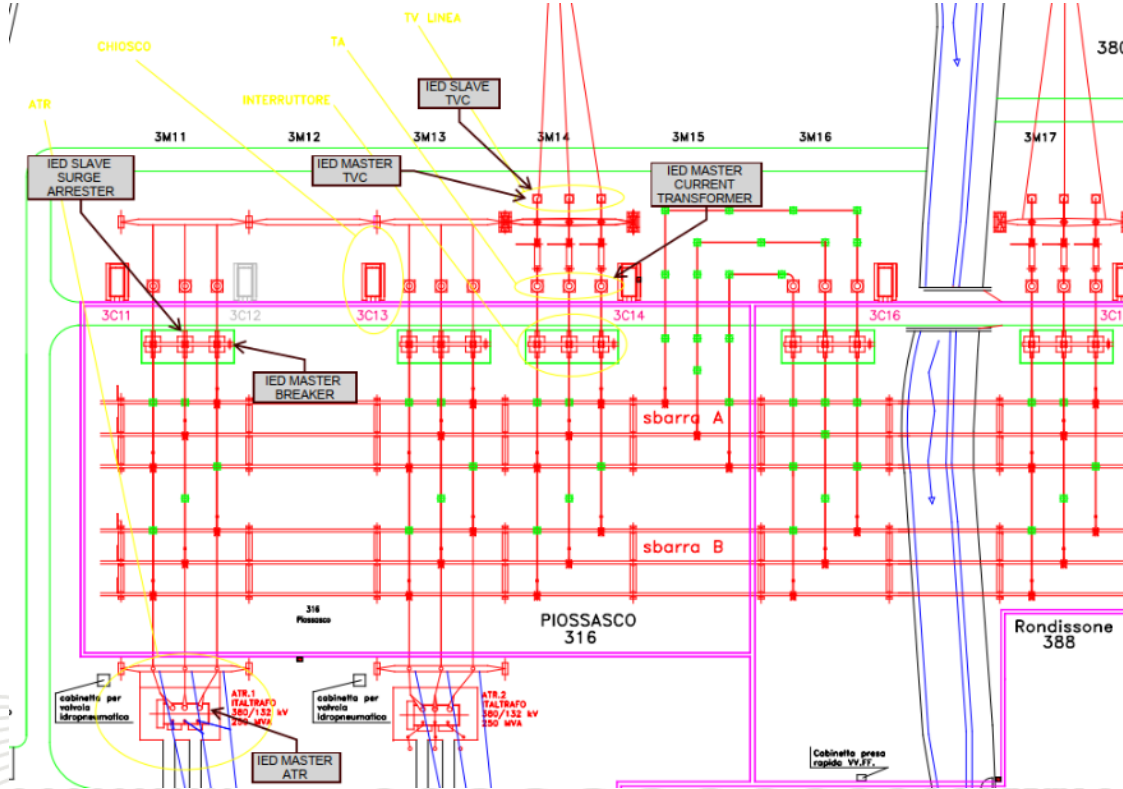 TV LINEA
CHIOSCO
TA
380
IED SLAVE
TVC
ATR
INTERRUTTORE
3M11
3M12
3M13
3M14
3M15
3M16
3M17
IED SLAVE
SURGE
ARRESTER
IED MASTER
TVC
IED MASTER
CURRENT
TRANSFORMER
3C11
3C12
3C13
3C14
3C16
IED MASTER
BREAKER
sbarra A
sbarra B
316
Piossasco
PIOSSASCO
316
Rondissone
388
cabinetto per
valvola
idropneumatica
ATR.1
ITALTRAFO
380/132 kV
250 MVA
cabinetto per
valvola
idropneumatica
ATR.2
ITALTRAFO
380/132 kV
250 MVA
IED MASTER
ATR
Cabinetto presa
rapida VV.FF.